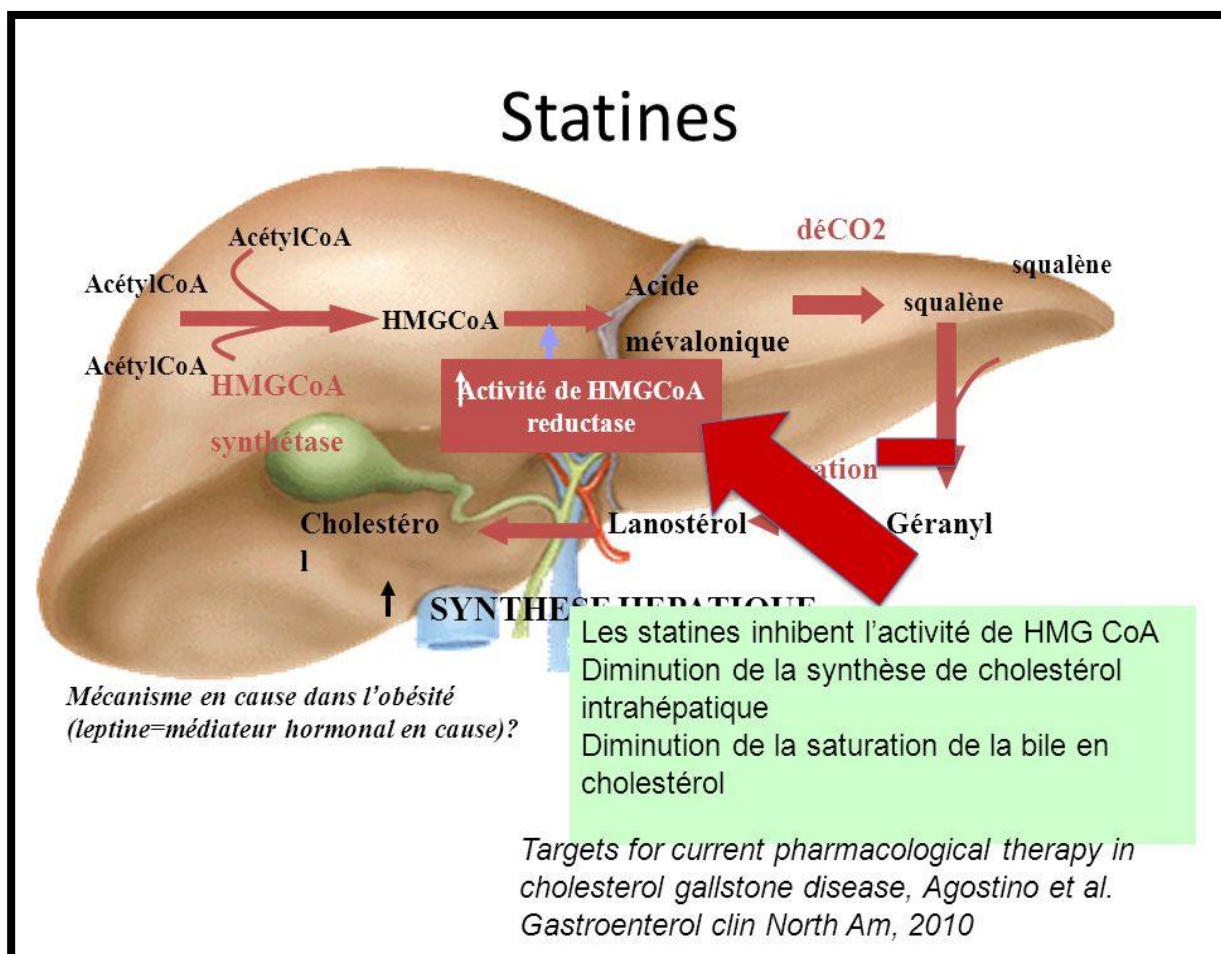 Statines
déCO2
AcétylCoA
squalène
AcétylCoA
Acide
squalène
HMGCoA
mévalonique
AcétylCoA
HMGCoA
synthétase
Activité de HMGCoA
reductase
Cholestéro
l
Lanostérol
Géranyl
SYNTHESE HEPATIQUE
Les statines inhibent l’activité de HMG CoA
Diminution de la synthèse de cholestérol
intrahépatique
Diminution de la saturation de la bile en
cholestérol
Mécanisme en cause dans l’obésité
(leptine=médiateur hormonal en cause)?
Targets for current pharmacological therapy in
cholesterol gallstone disease, Agostino et al.
Gastroenterol clin North Am, 2010